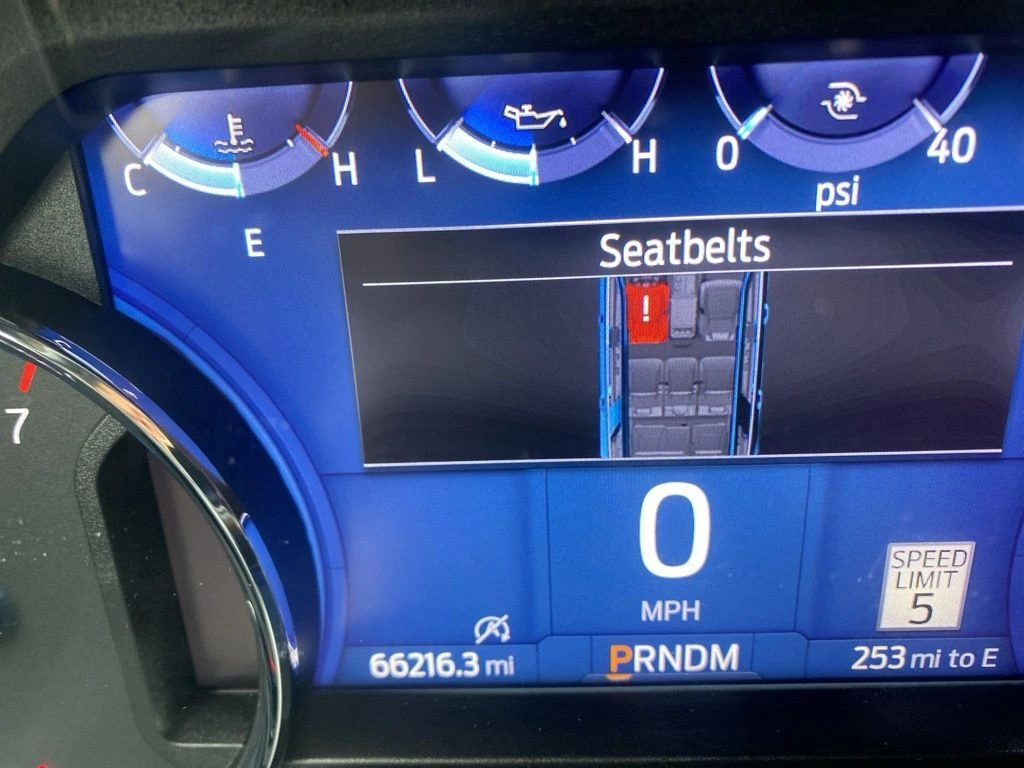 C H
L H
0 40
psi
E
Seatbelts
!
7
0
MPH
SPEED
LIMIT
5
66216.3 mi
PRNDM
253 mi to E